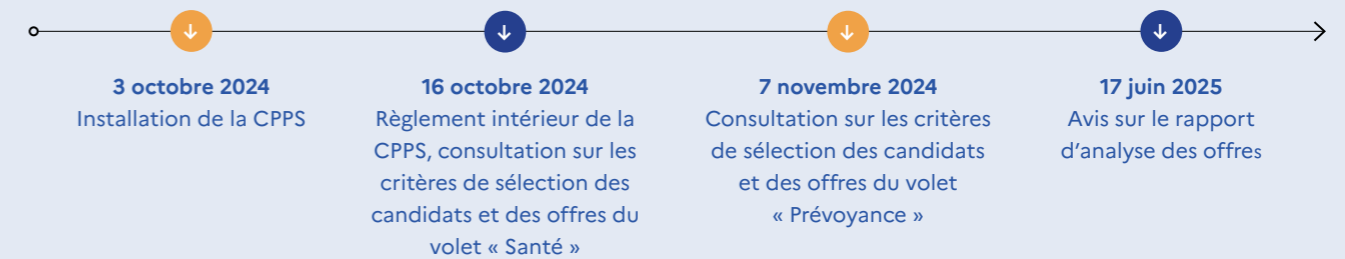 3 octobre 2024
Installation de la CPPS
16 octobre 2024
Règlement intérieur de la
CPPS, consultation sur les
critères de sélection des
candidats et des offres du
volet « Santé »
7 novembre 2024
Consultation sur les critères
de sélection des candidats
et des offres du volet
« Prévoyance »
17 juin 2025
Avis sur le rapport
d’analyse des offres